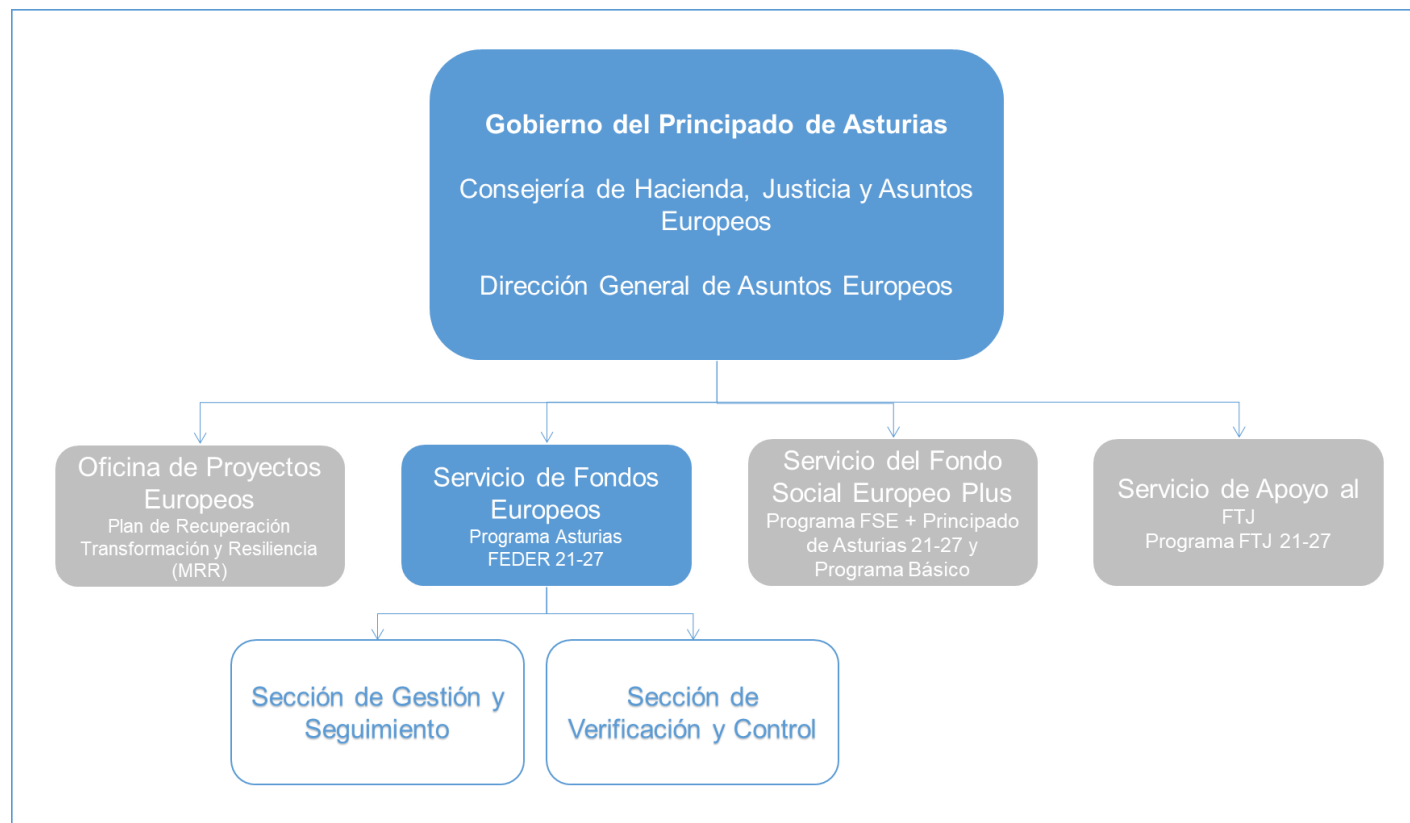 Gobierno del Principado de Asturias
Consejería de Hacienda, Justicia y Asuntos
Europeos
Dirección General de Asuntos Europeos
Oficina de Proyectos
Europeos
Plan de Recuperación
Transformación y Resiliencia
(MRR)
Servicio de Fondos
Europeos
Programa Asturias
FEDER 21-27
Servicio del Fondo
Social Europeo Plus
Programa FSE + Principado
de Asturias 21-27 y
Programa Básico
Servicio de Apoyo al
FTJ
Programa FTJ 21-27
Sección de Gestión y
Seguimiento
Sección de
Verificación y Control